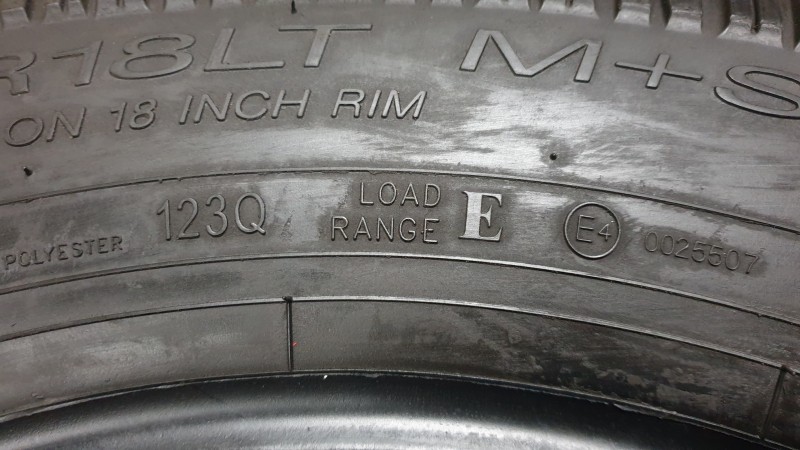 R18LT M+S
ON 18 INCH RIM
POLYESTER 123Q LOAD RANGE E E4 0025507